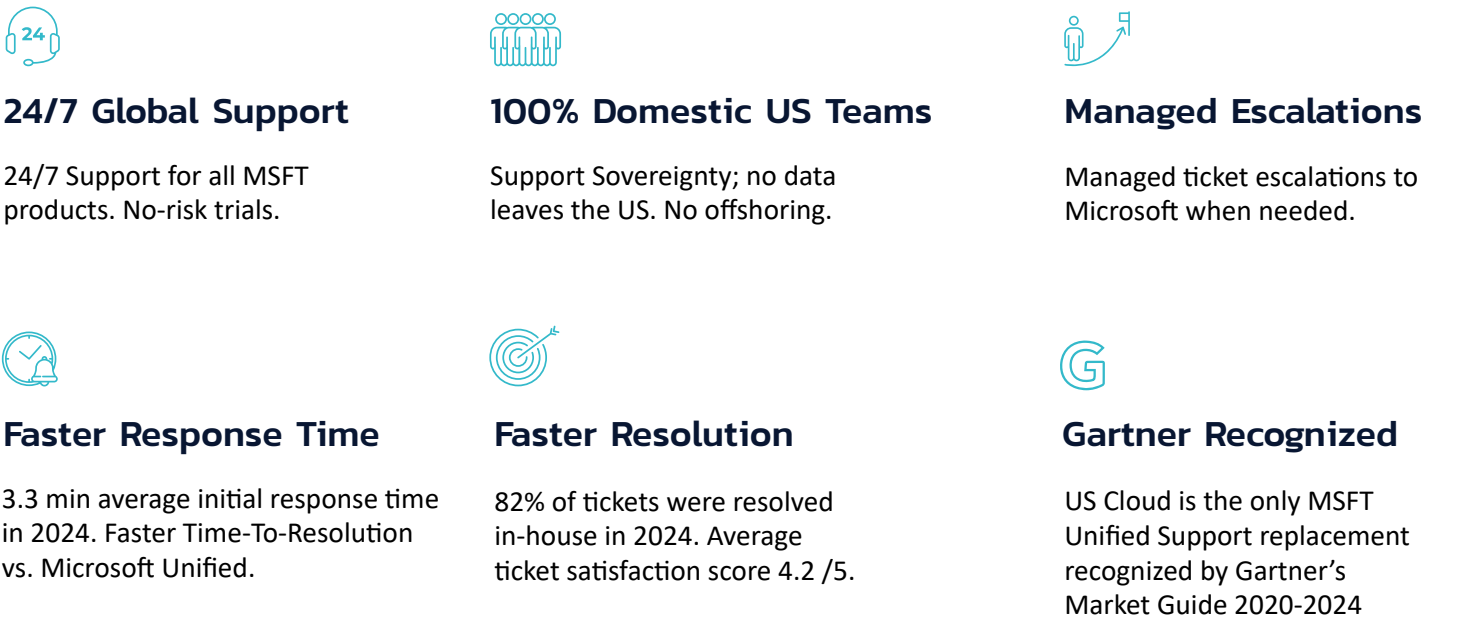 24
24/7 Global Support
24/7 Support for all MSFT
products. No-risk trials.
100% Domestic US Teams
Support Sovereignty; no data
leaves the US. No offshoring.
Managed Escalations
Managed ticket escalations to
Microsoft when needed.
Faster Response Time
3.3 min average initial response time
in 2024. Faster Time-To-Resolution
vs. Microsoft Unified.
Faster Resolution
82% of tickets were resolved
in-house in 2024. Average
ticket satisfaction score 4.2 /5.
G
Gartner Recognized
US Cloud is the only MSFT
Unified Support replacement
recognized by Gartner’s
Market Guide 2020-2024